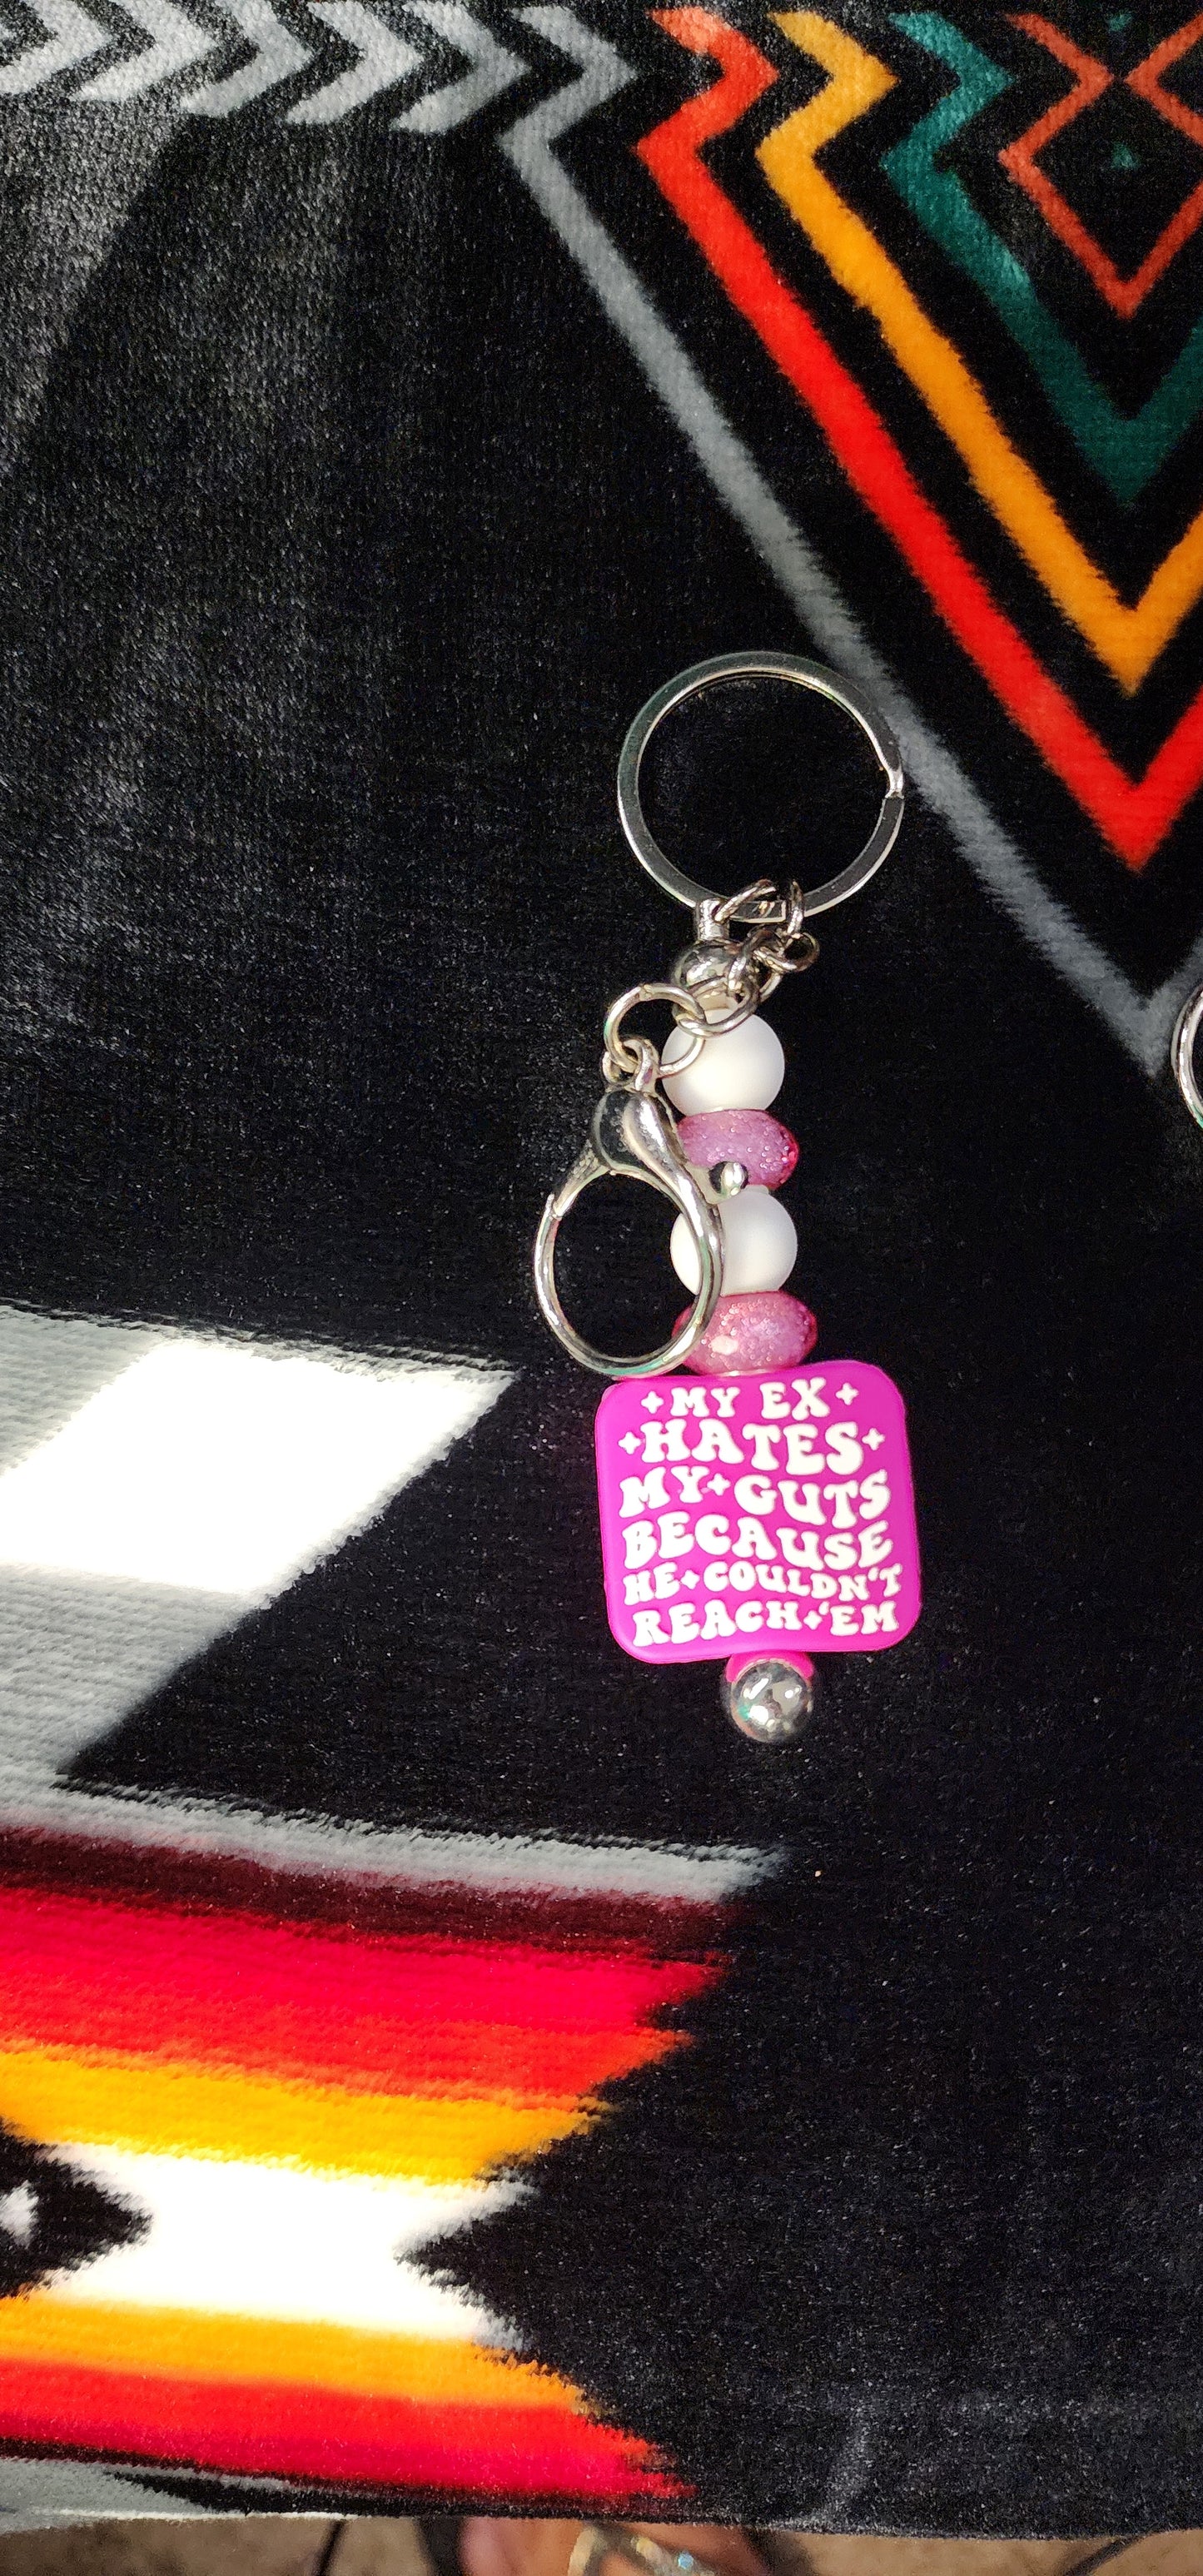 MY EX
HATES
MY GUTS
BECAUSE
HE COULDN'T
REACH 'EM